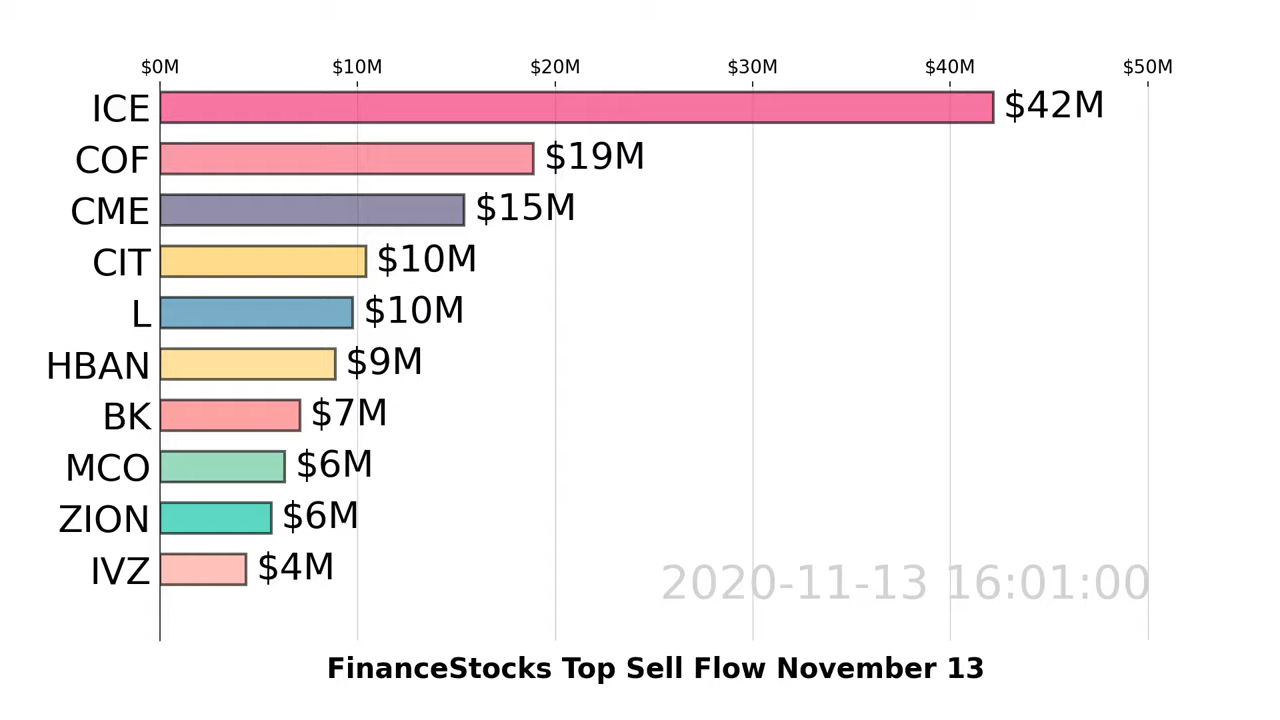 $0M $10M $20M $30M $40M $50M
ICE $42M
COF $19M
CME $15M
CIT $10M
L $10M
HBAN $9M
BK $7M
MCO $6M
ZION $6M
IVZ $4M
2020-11-13 16:01:00
FinanceStocks Top Sell Flow November 13